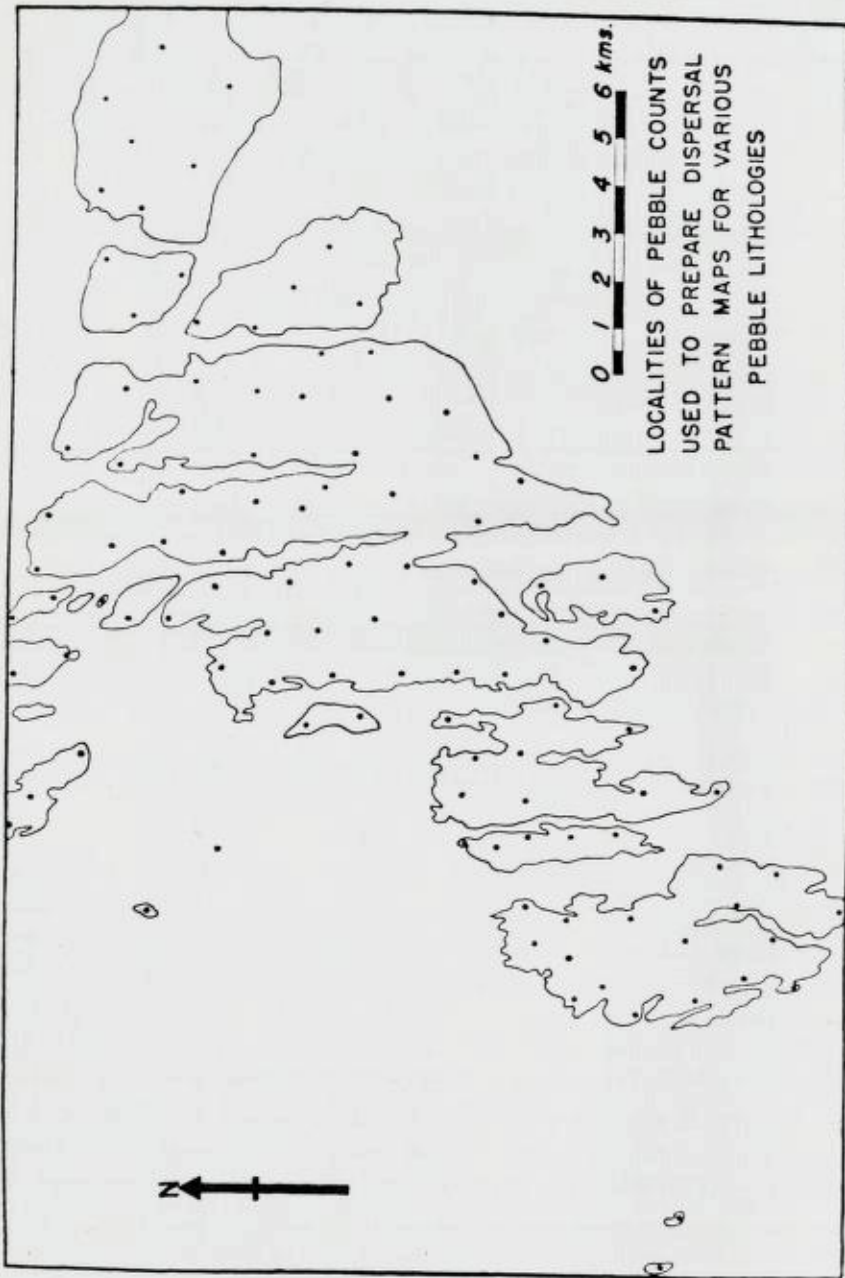 N
0 1 2 3 4 5 6 kms.
LOCALITIES OF PEBBLE COUNTS
USED TO PREPARE DISPERSAL
PATTERN MAPS FOR VARIOUS
PEBBLE LITHOLOGIES